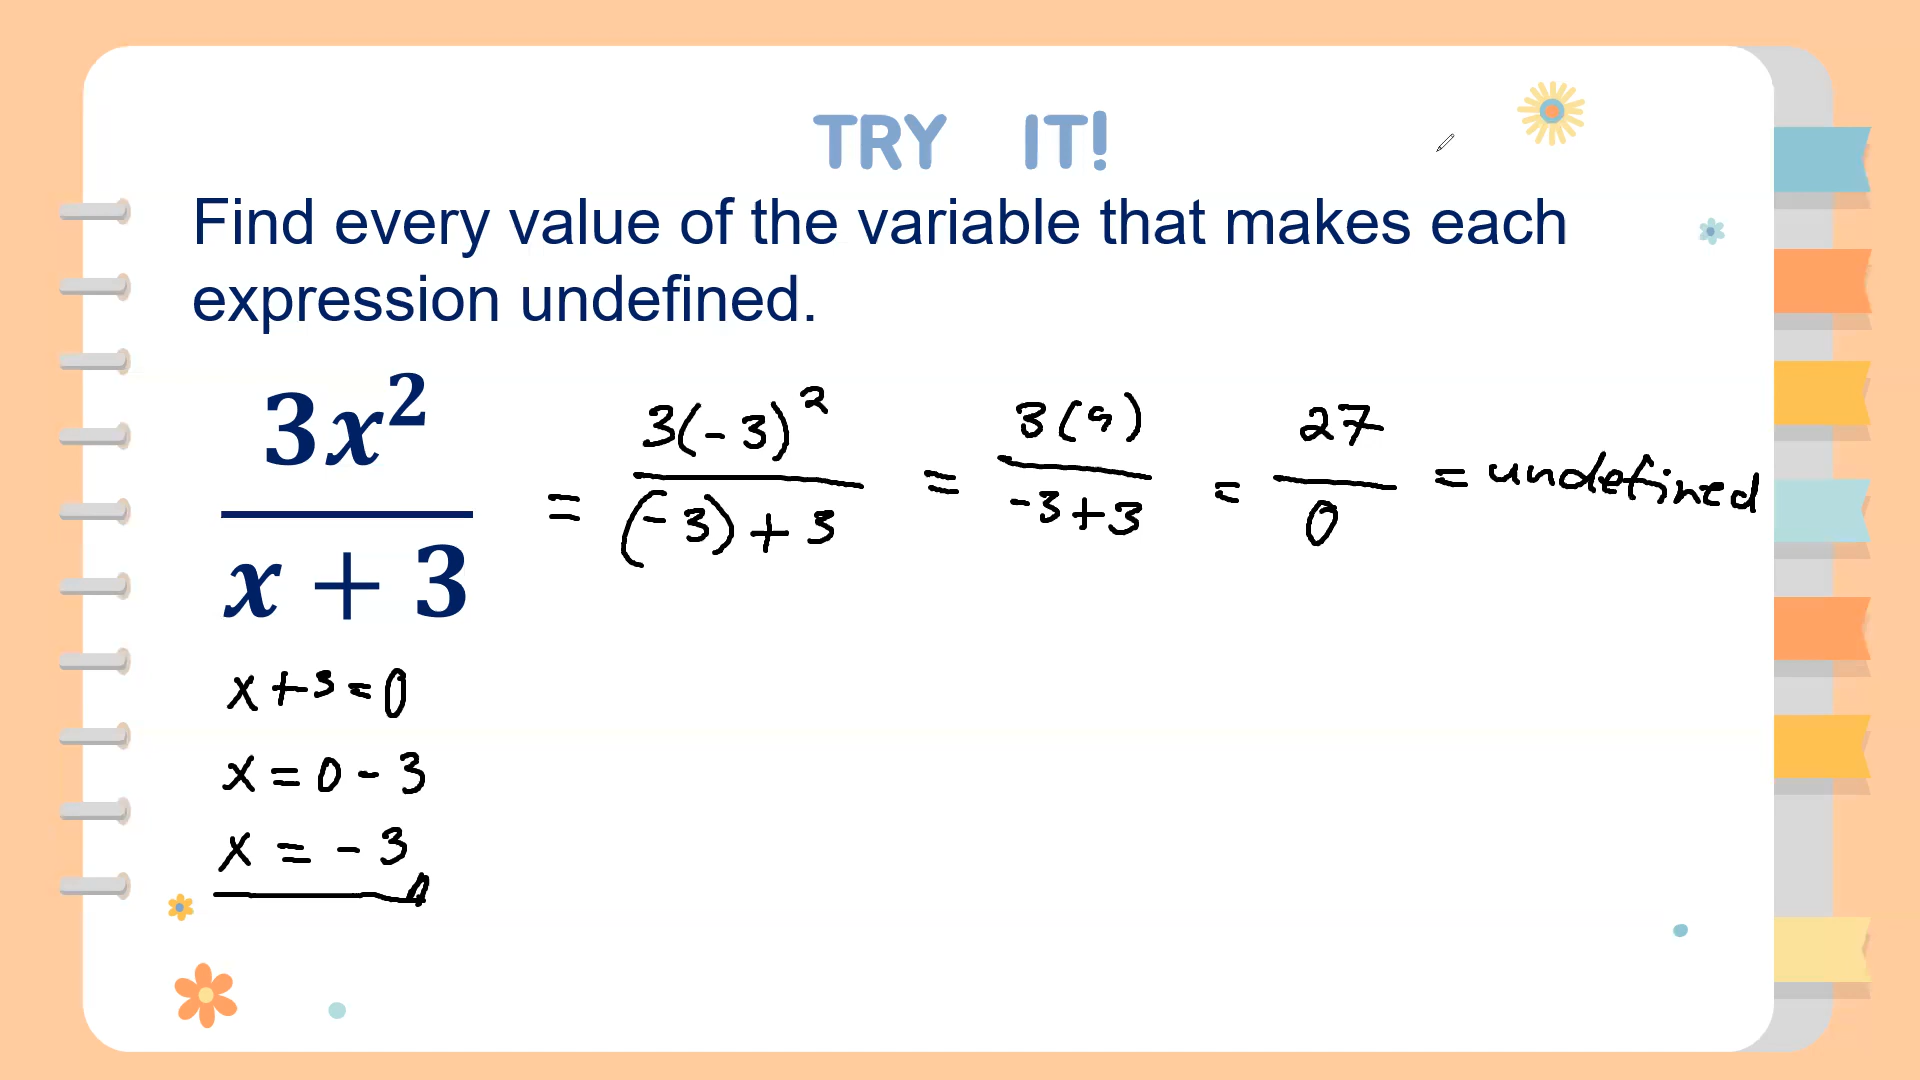 TRY IT!
Find every value of the variable that makes each
expression undefined.
3x² / x + 3 = 3(-3)² / (-3) + 3 = 3(9) / -3+3 = 27 / 0 = undefined
x + 3 = 0
x = 0 - 3
x = - 3